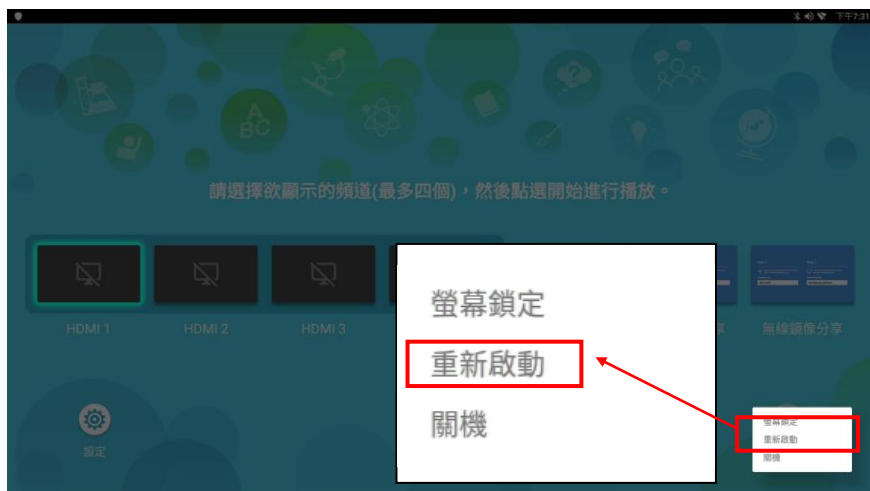 下午7:31
A
BC
請選擇欲顯示的頻道(最多四個)，然後點選開始進行播放。
HDMI 1
HDMI 2
HDMI 3
享
無線鏡像分享
螢幕鎖定
重新啟動
關機
設定
螢幕鎖定
重新啟動
關機